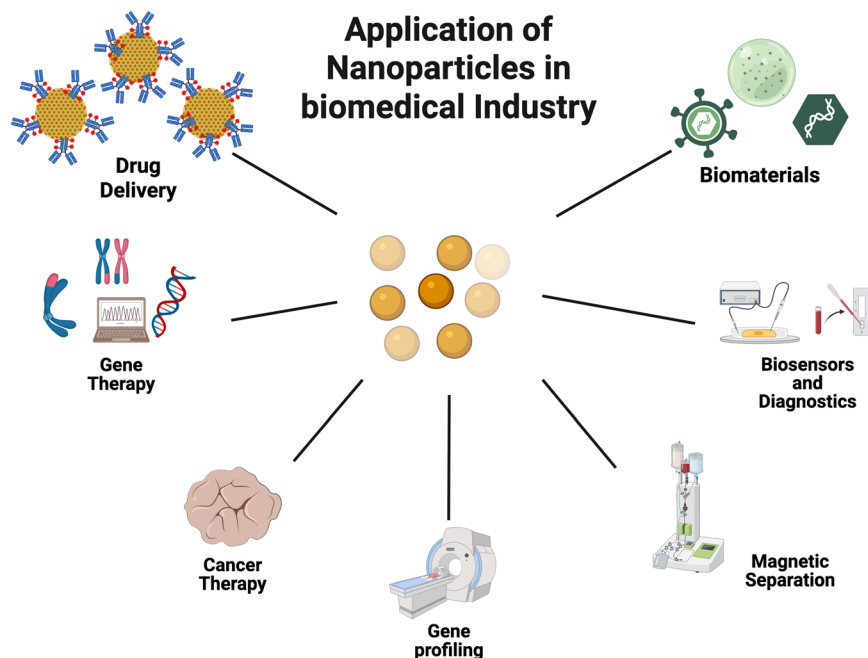 Application of
Nanoparticles in
biomedical Industry
Drug
Delivery
Biomaterials
Gene
Therapy
Biosensors
and
Diagnostics
Cancer
Therapy
Magnetic
Separation
Gene
profiling